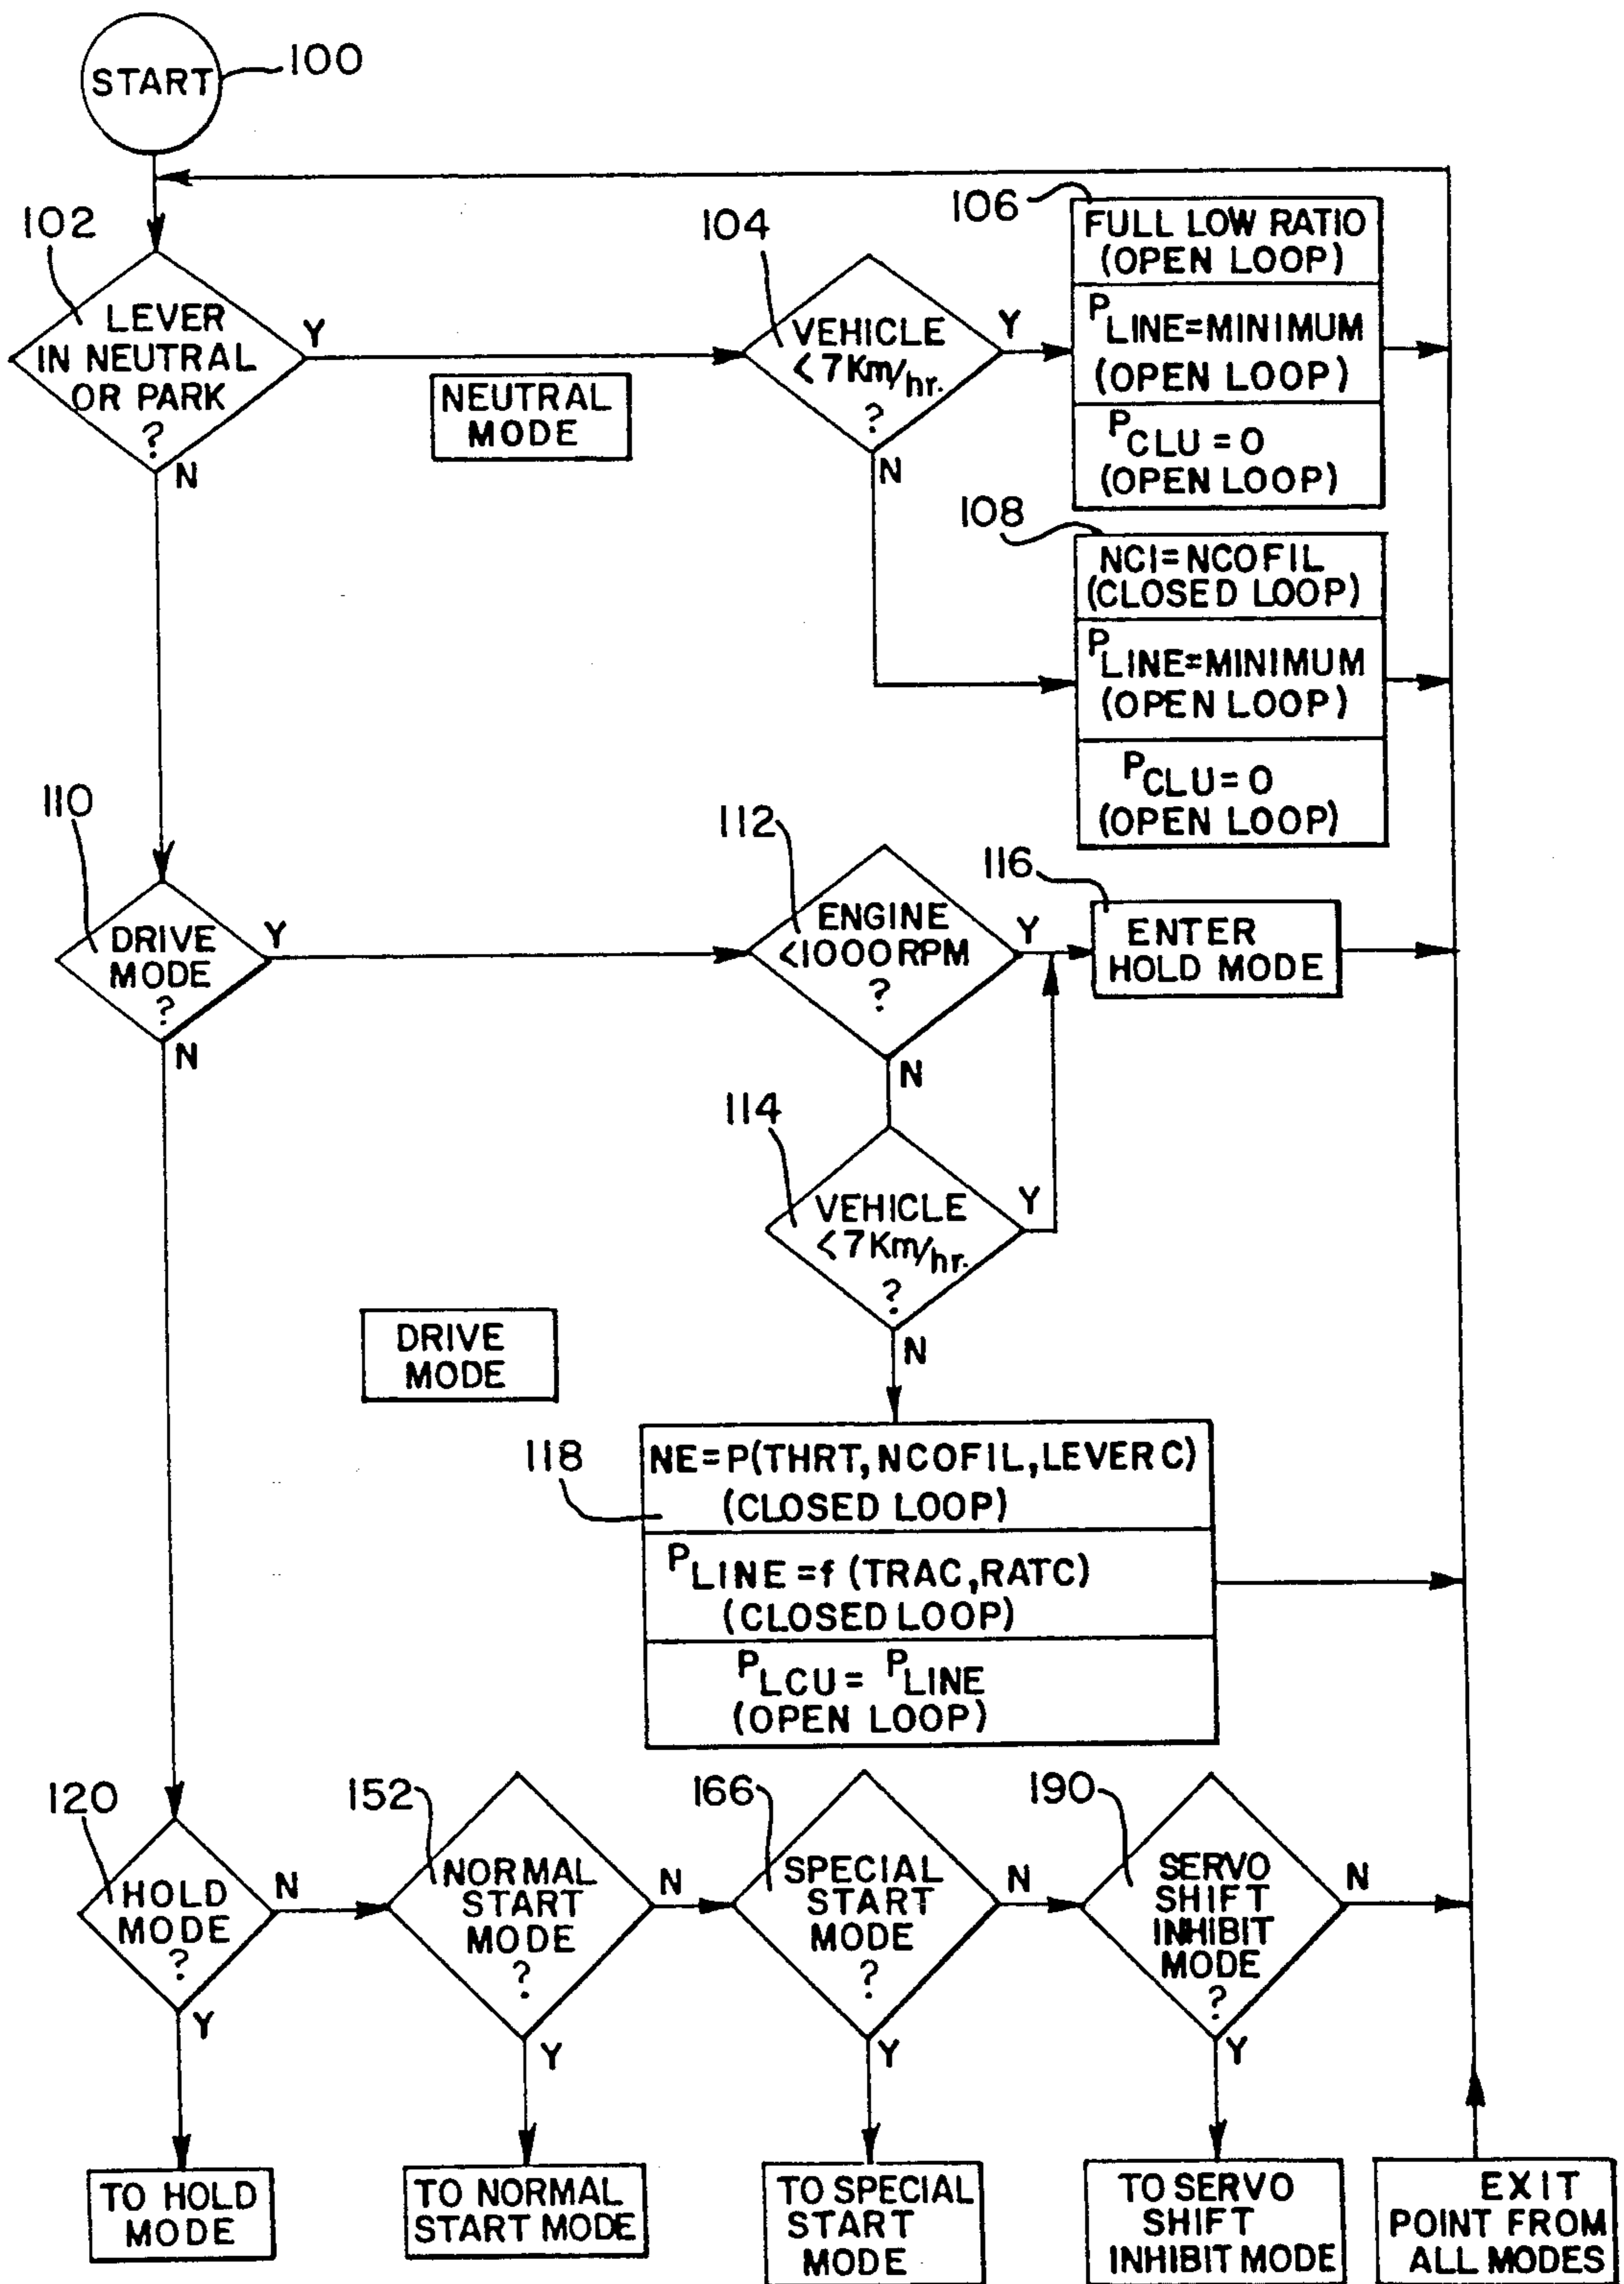 START
100
102
LEVER
IN NEUTRAL
OR PARK
?
Y
N
NEUTRAL
MODE
104
VEHICLE
<7Km/hr.
?
Y
N
106
FULL LOW RATIO
(OPEN LOOP)
PLINE=MINIMUM
(OPEN LOOP)
PCLU=0
(OPEN LOOP)
108
NCI=NCOFIL
(CLOSED LOOP)
PLINE=MINIMUM
(OPEN LOOP)
PCLU=0
(OPEN LOOP)
110
DRIVE
MODE
?
Y
N
112
ENGINE
<1000RPM
?
Y
N
116
ENTER
HOLD MODE
114
VEHICLE
<7Km/hr.
?
Y
N
DRIVE
MODE
118
NE=P(THRT,NCOFIL,LEVERC)
(CLOSED LOOP)
PLINE=f(TRAC,RATC)
(CLOSED LOOP)
PLCU=PLINE
(OPEN LOOP)
120
HOLD
MODE
?
N
Y
152
NORMAL
START
MODE
?
N
Y
166
SPECIAL
START
MODE
?
N
Y
190
SERVO
SHIFT
INHIBIT
MODE
?
N
Y
TO HOLD
MODE
TO NORMAL
START MODE
TO SPECIAL
START
MODE
TO SERVO
SHIFT
INHIBIT MODE
EXIT
POINT FROM
ALL MODES